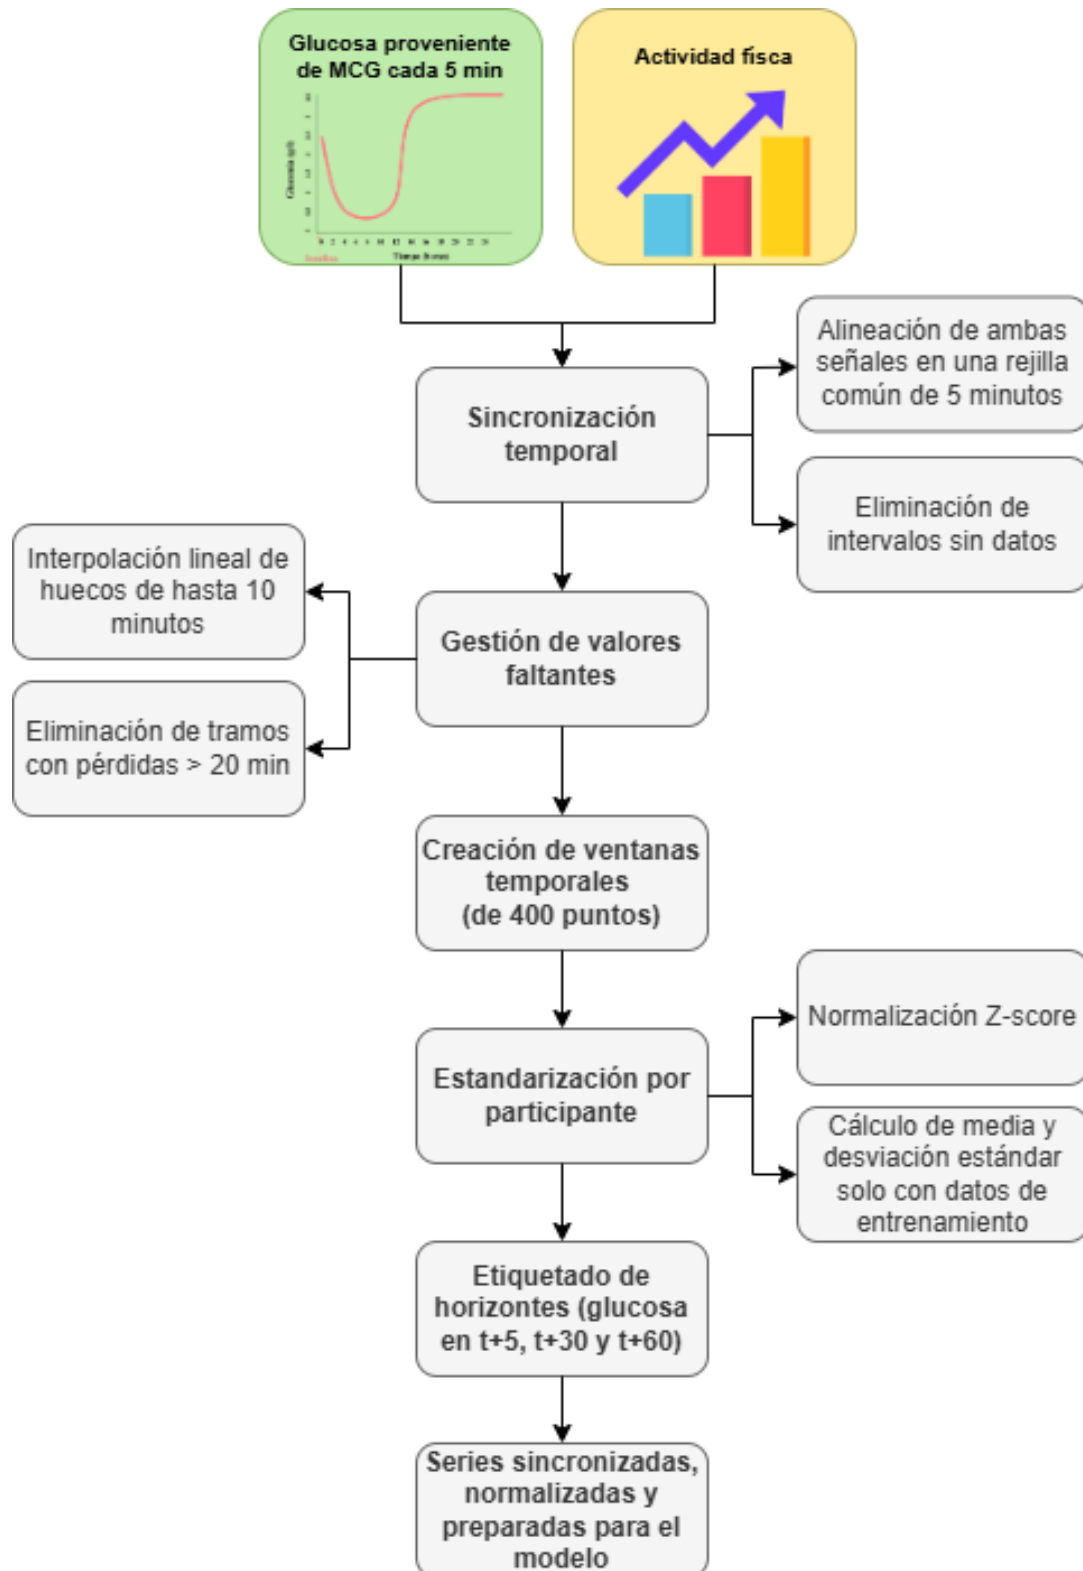 Glucosa proveniente
de MCG cada 5 min
Actividad físca
Tiempo (horas)
Alineación de ambas
señales en una rejilla
común de 5 minutos
Sincronización
temporal
Eliminación de
intervalos sin datos
Interpolación lineal de
huecos de hasta 10
minutos
Gestión de valores
faltantes
Eliminación de tramos
con pérdidas > 20 min
Creación de ventanas
temporales
(de 400 puntos)
Normalización Z-score
Estandarización por
participante
Cálculo de media y
desviación estándar
solo con datos de
entrenamiento
Etiquetado de
horizontes (glucosa
en t+5, t+30 y t+60)
Series sincronizadas,
normalizadas y
preparadas para el
modelo